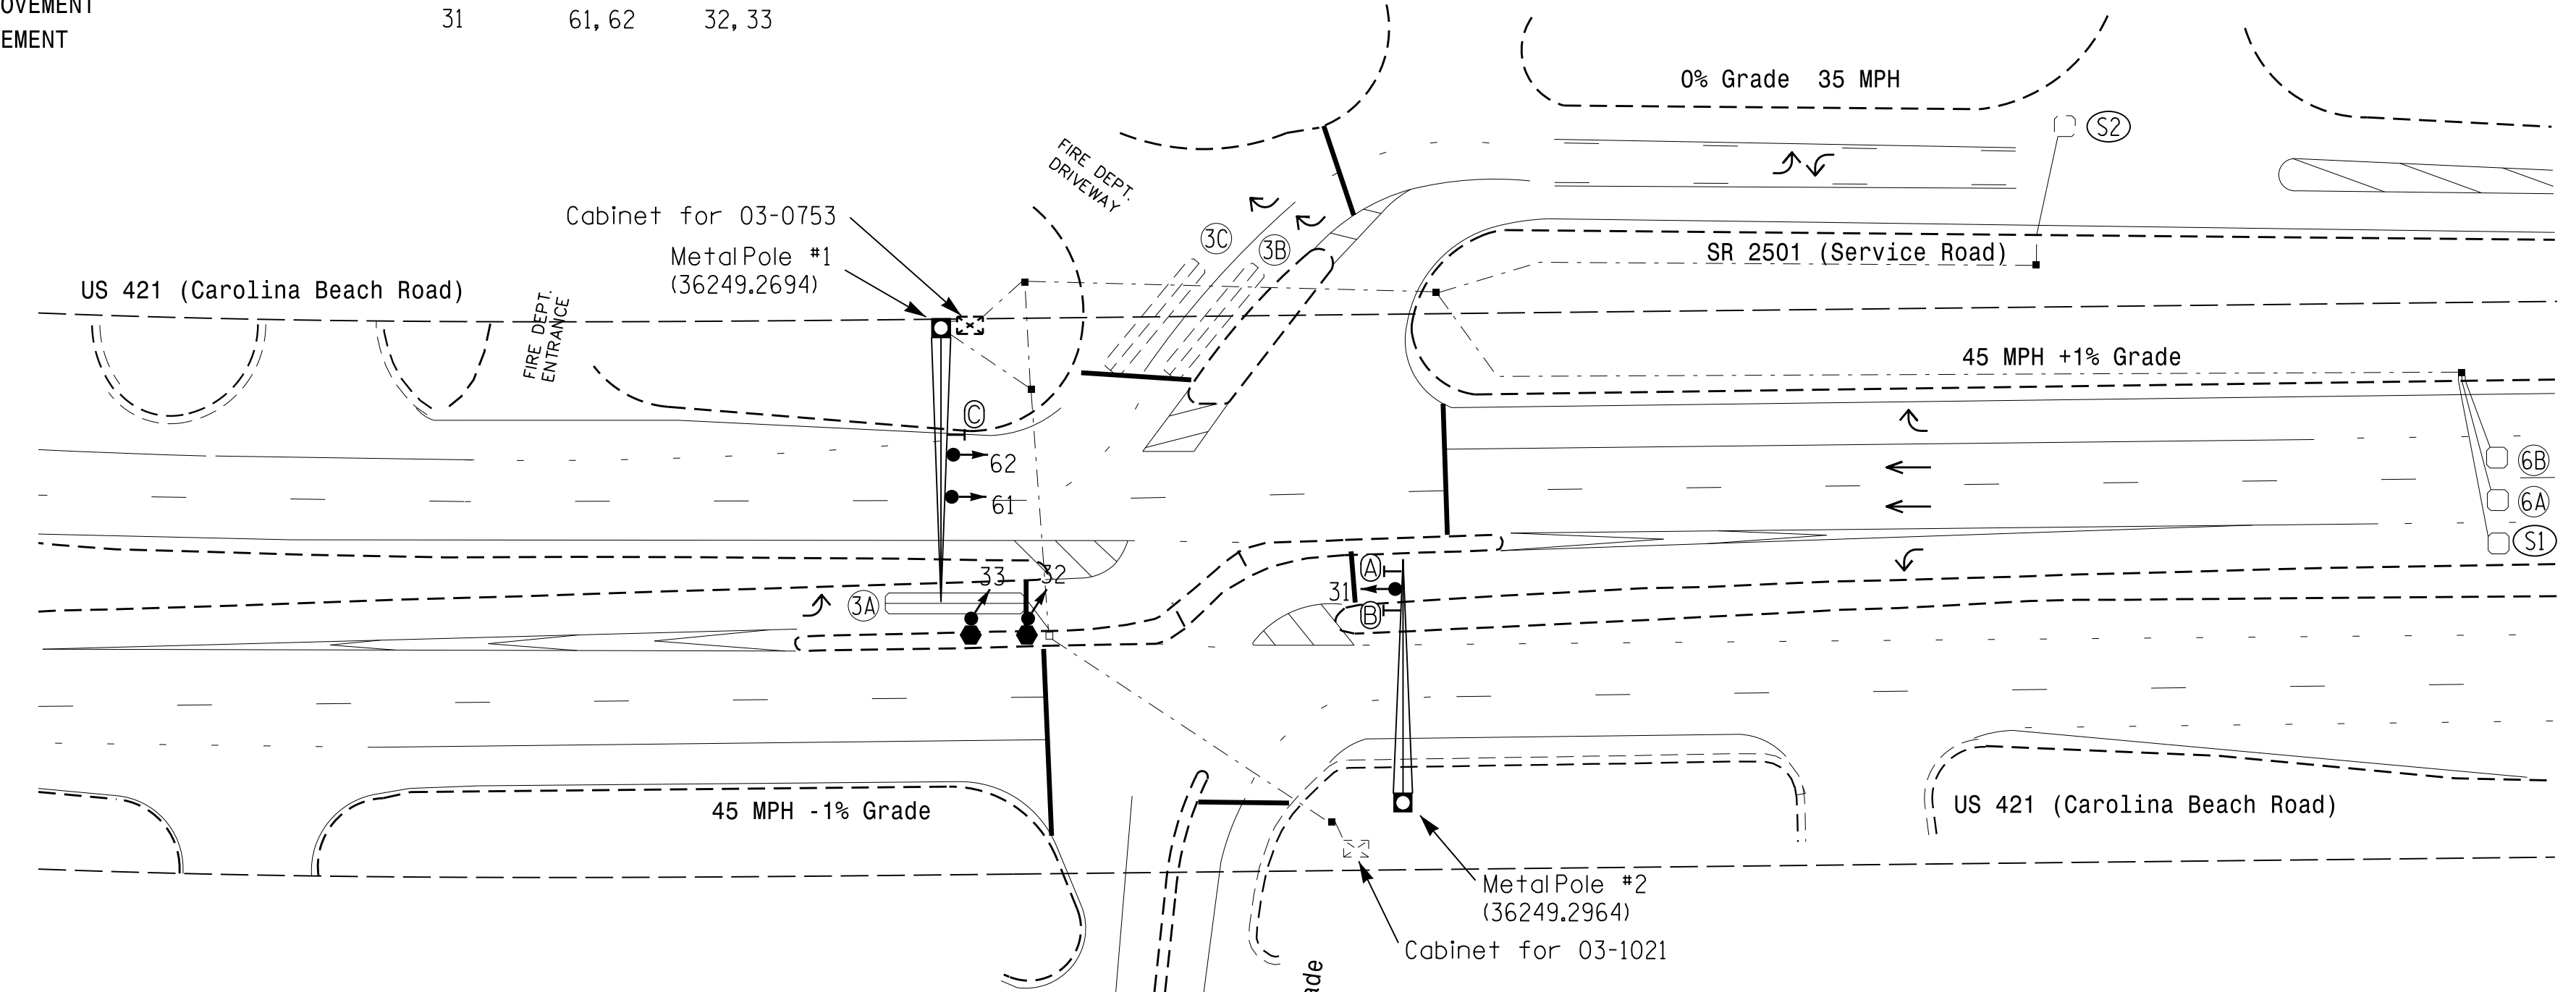 OVEMENT
EMENT
31 61,62 32,33
0% Grade 35 MPH
S2
FIRE DEPT.
DRIVEWAY
Cabinet for 03-0753
Metal Pole #1
(36249.2694)
3C
3B
SR 2501 (Service Road)
US 421 (Carolina Beach Road)
FIRE DEPT.
ENTRANCE
45 MPH +1% Grade
C
62
61
6B
6A
S1
33
32
3A
A
31
B
45 MPH -1% Grade
US 421 (Carolina Beach Road)
Metal Pole #2
(36249.2964)
Cabinet for 03-1021
ade